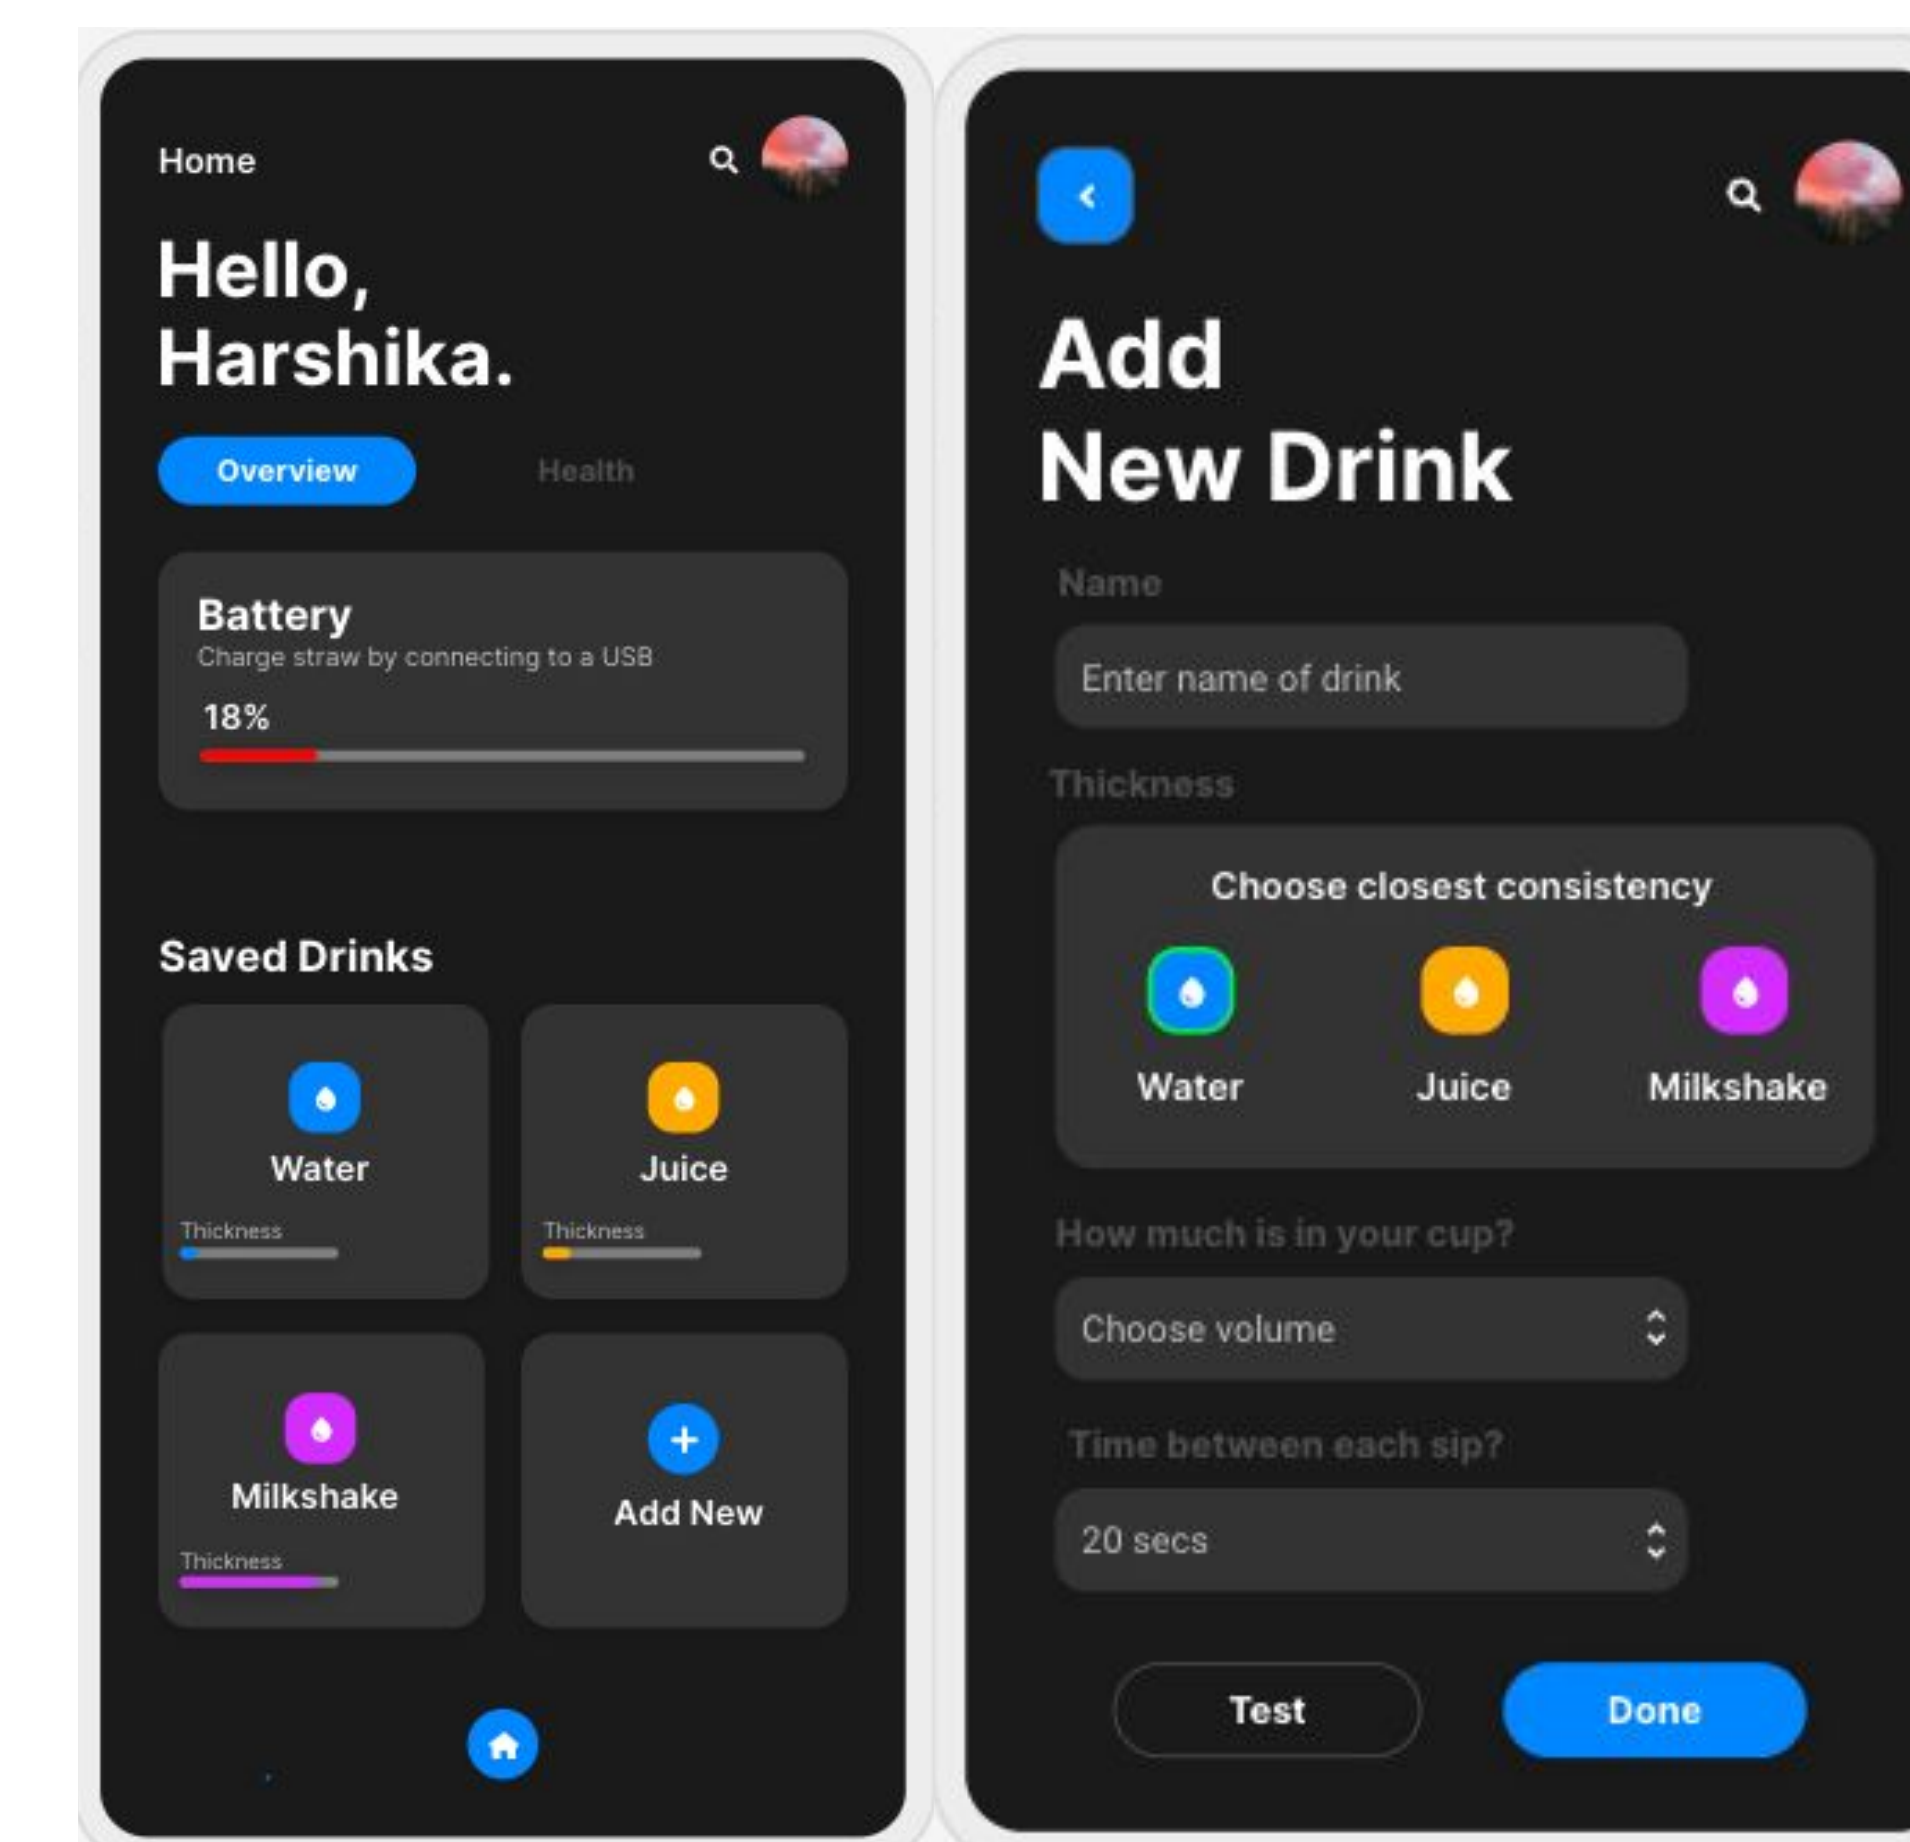 Home
Hello,
Harshika.
Overview
Health
Battery
Charge straw by connecting to a USB
18%
Saved Drinks
Water
Thickness
Juice
Thickness
Milkshake
Thickness
Add New
Add
New Drink
Name
Enter name of drink
Thickness
Choose closest consistency
Water
Juice
Milkshake
How much is in your cup?
Choose volume
Time between each sip?
20 secs
Test
Done